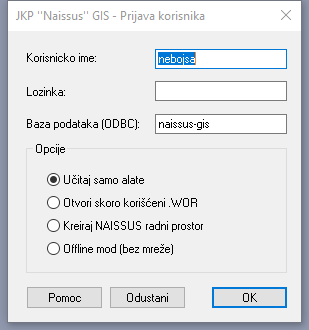 JKP "Naissus" GIS - Prijava korisnika
Korisnicko ime:
nebojsa
Lozinka:
Baza podataka (ODBC):
naissus-gis
Opcije
Učitaj samo alate
Otvori skoro korišćeni .WOR
Kreiraj NAISSUS radni prostor
Offline mod (bez mreže)
Pomoc
Odustani
OK